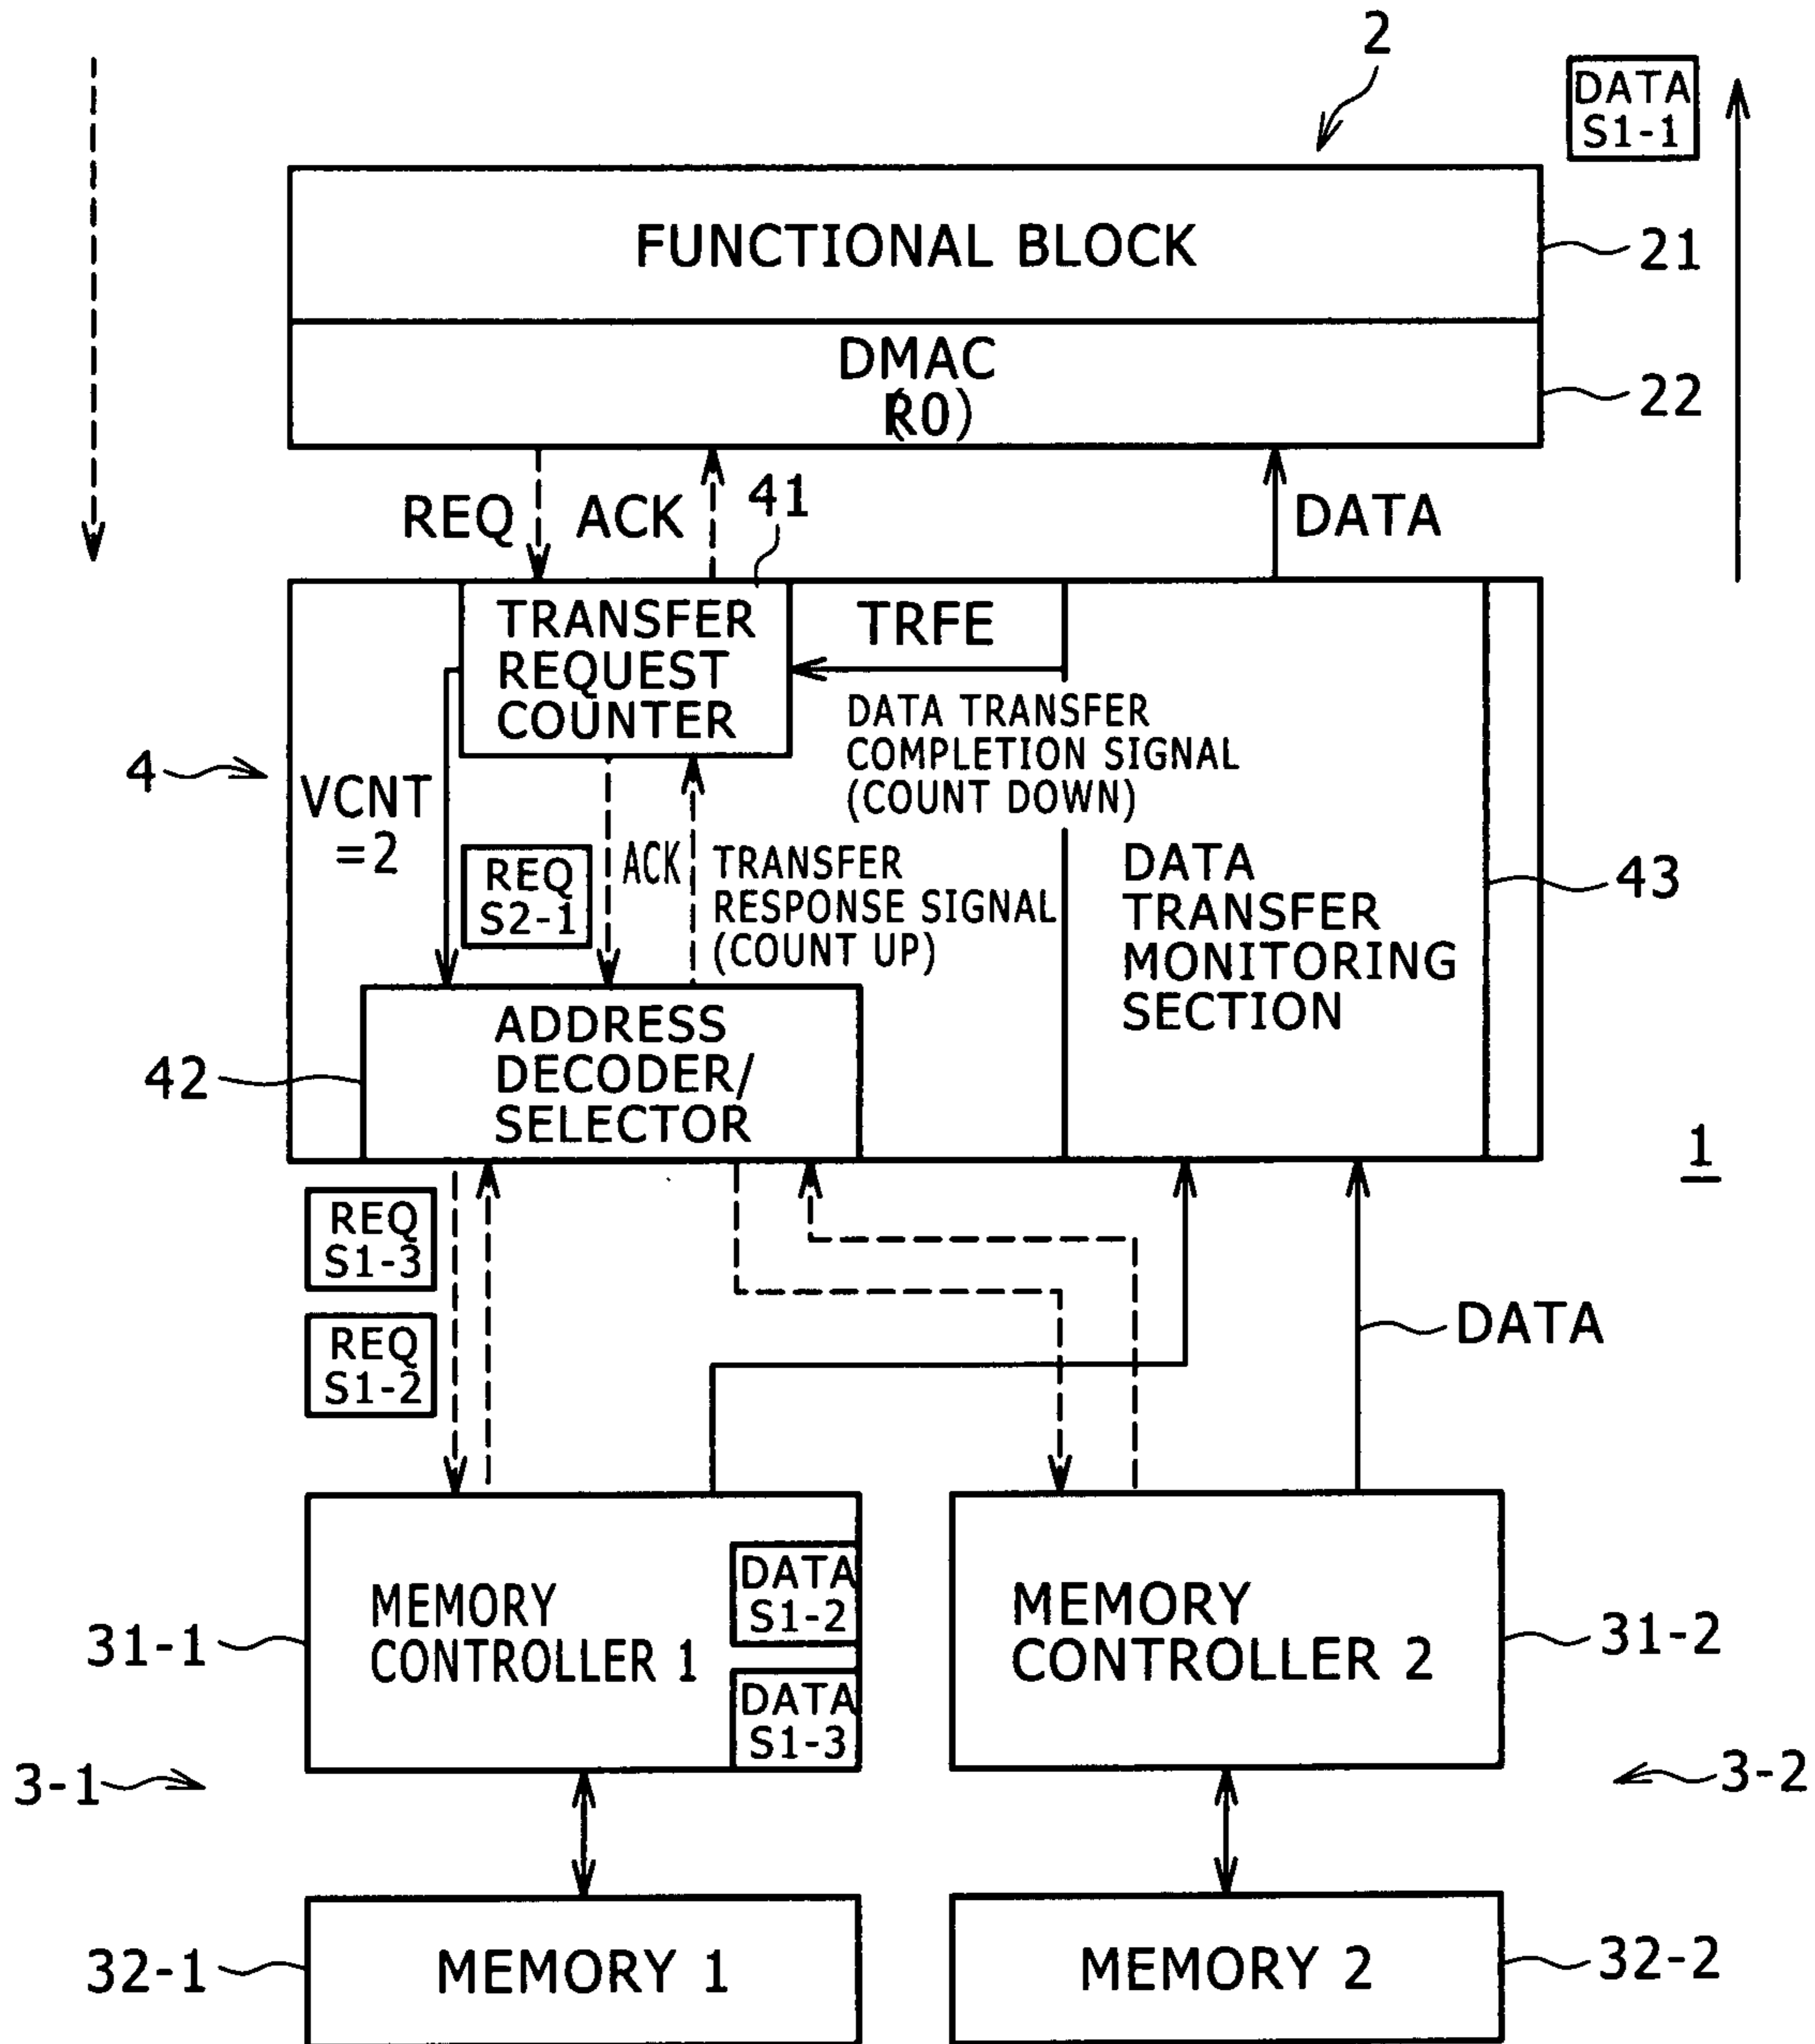 2
DATA
S1-1
FUNCTIONAL BLOCK
21
DMAC
(R0)
22
REQ
ACK
41
DATA
TRANSFER
REQUEST
COUNTER
TRFE
DATA TRANSFER
COMPLETION SIGNAL
(COUNT DOWN)
4
VCNT
=2
REQ
S2-1
ACK
TRANSFER
RESPONSE SIGNAL
(COUNT UP)
DATA
TRANSFER
MONITORING
SECTION
43
ADDRESS
DECODER/
SELECTOR
42
1
REQ
S1-3
REQ
S1-2
DATA
MEMORY
CONTROLLER 1
DATA
S1-2
DATA
S1-3
31-1
MEMORY
CONTROLLER 2
31-2
3-1
3-2
32-1
MEMORY 1
MEMORY 2
32-2